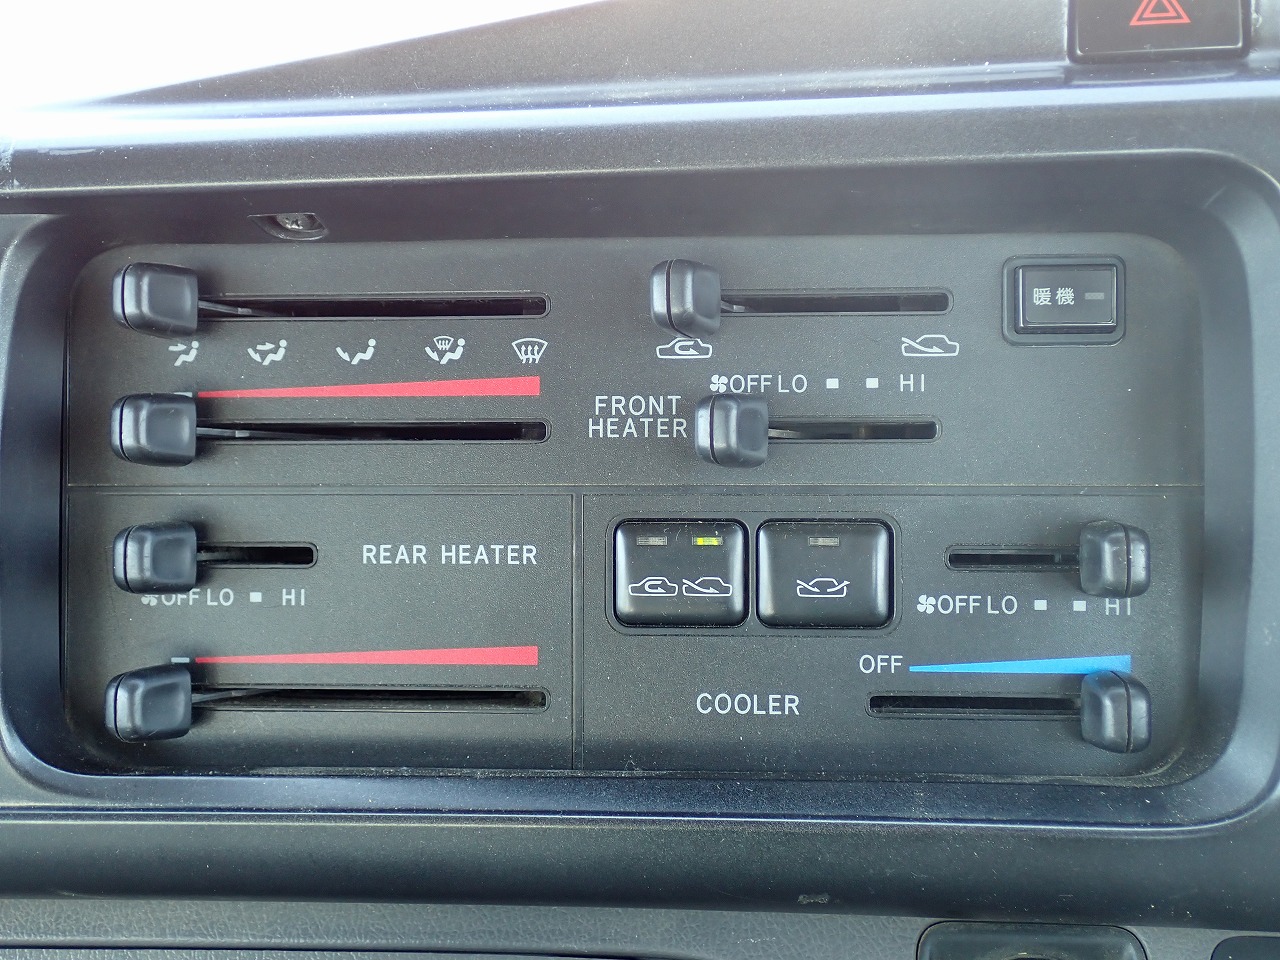 暖機
OFF LO HI
FRONT
HEATER
REAR HEATER
OFF LO HI
OFF LO HI
OFF
COOLER